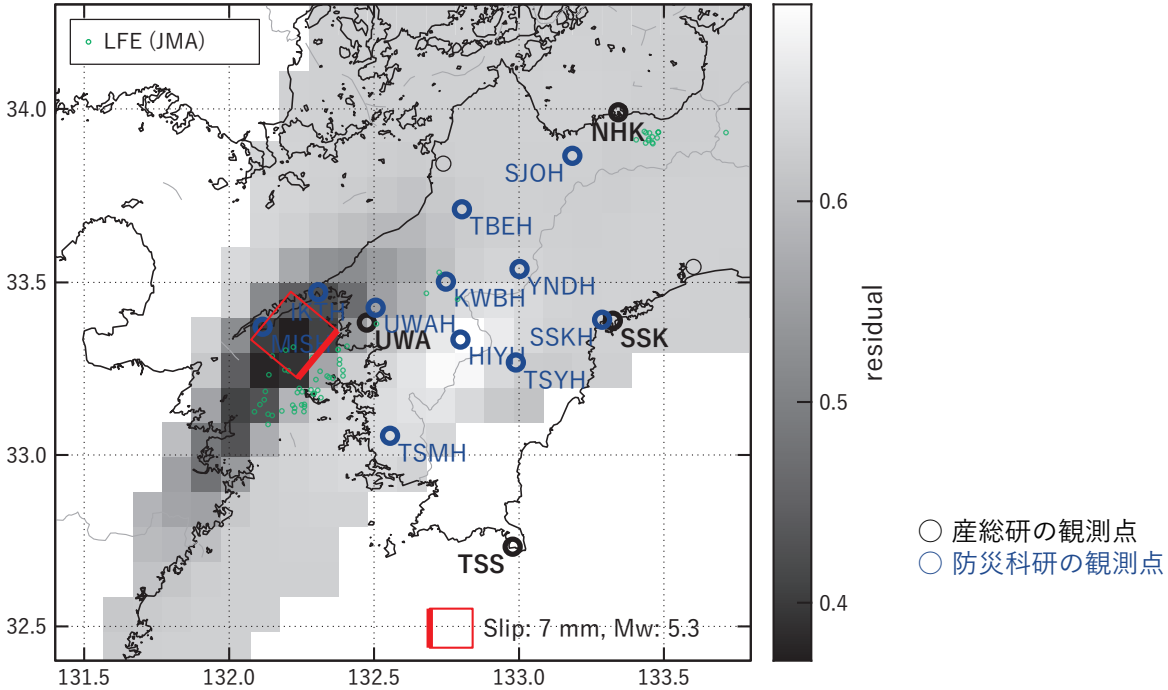 LFE (JMA)
34.0
33.5
33.0
32.5
131.5
132.0
132.5
133.0
133.5
NHK
SJOH
TBEH
YNDH
KWBH
IKTH
UWAH
UWA
MISH
SSKH
SSK
HIYH
TSYH
TSMH
TSS
Slip: 7 mm, Mw: 5.3
0.6
0.5
0.4
residual
産総研の観測点
防災科研の観測点